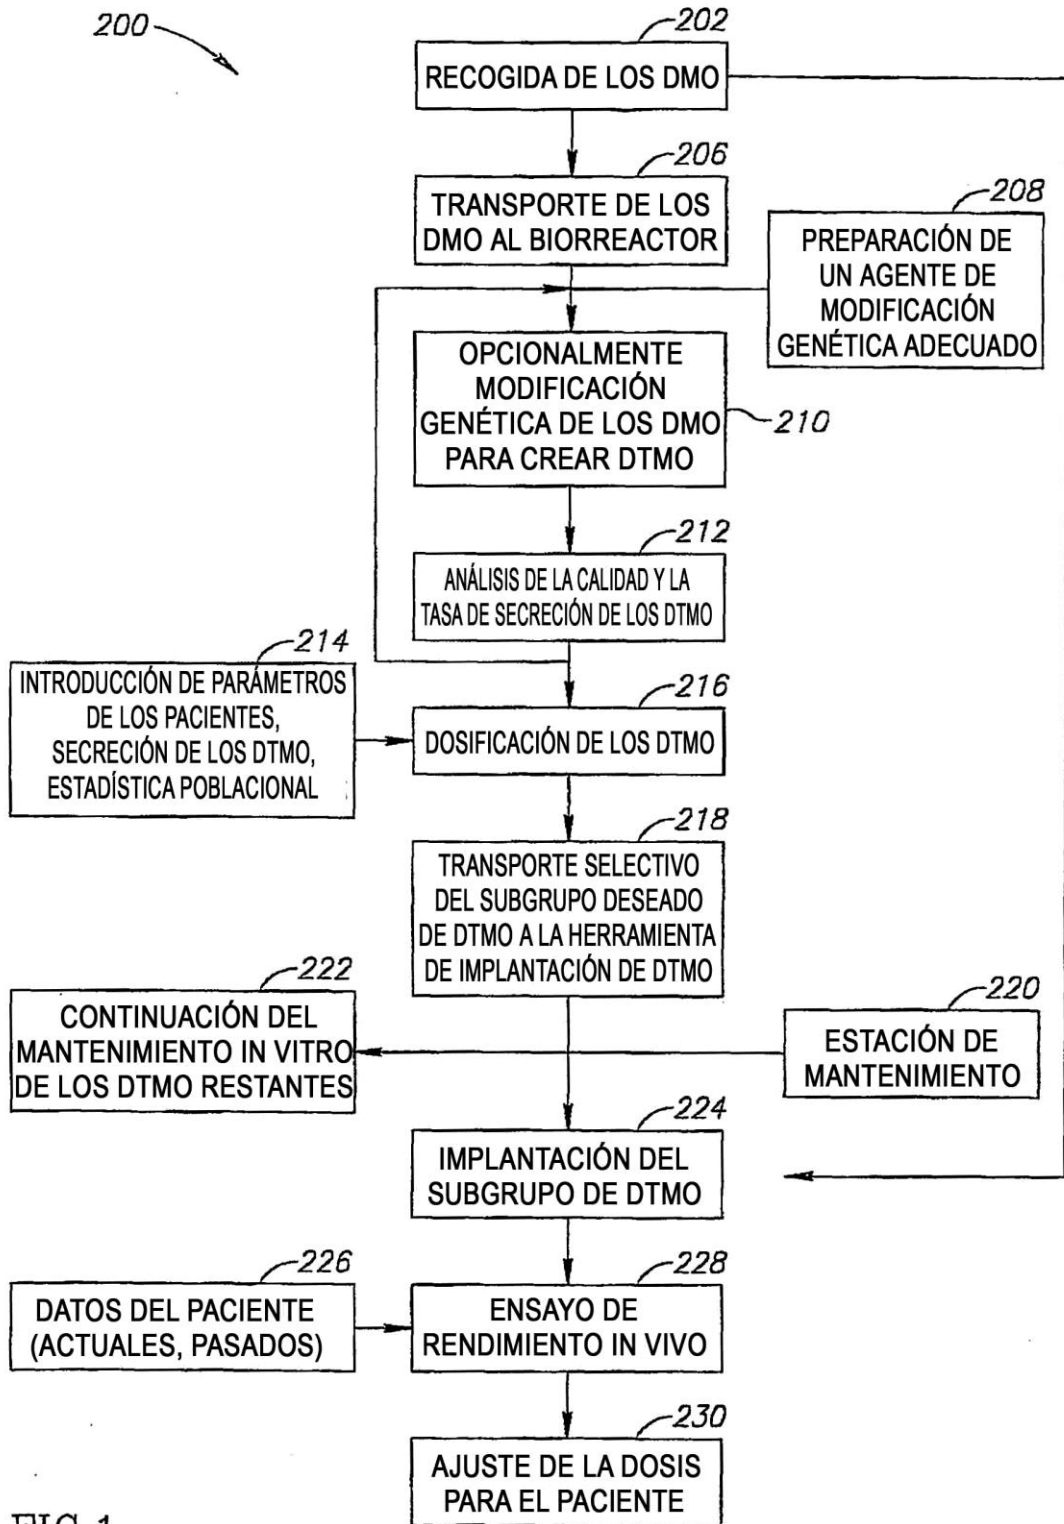 200
202
RECOGIDA DE LOS DMO
206
TRANSPORTE DE LOS
DMO AL BIORREACTOR
208
PREPARACIÓN DE
UN AGENTE DE
MODIFICACIÓN
GENÉTICA ADECUADO
OPCIONALMENTE
MODIFICACIÓN
GENÉTICA DE LOS DMO
PARA CREAR DTMO
210
212
ANÁLISIS DE LA CALIDAD Y LA
TASA DE SECRECIÓN DE LOS DTMO
214
INTRODUCCIÓN DE PARÁMETROS
DE LOS PACIENTES,
SECRECIÓN DE LOS DTMO,
ESTADÍSTICA POBLACIONAL
216
DOSIFICACIÓN DE LOS DTMO
218
TRANSPORTE SELECTIVO
DEL SUBGRUPO DESEADO
DE DTMO A LA HERRAMIENTA
DE IMPLANTACIÓN DE DTMO
222
CONTINUACIÓN DEL
MANTENIMIENTO IN VITRO
DE LOS DTMO RESTANTES
220
ESTACIÓN DE
MANTENIMIENTO
224
IMPLANTACIÓN DEL
SUBGRUPO DE DTMO
226
DATOS DEL PACIENTE
(ACTUALES, PASADOS)
228
ENSAYO DE
RENDIMIENTO IN VIVO
230
AJUSTE DE LA DOSIS
PARA EL PACIENTE
FIG. 1